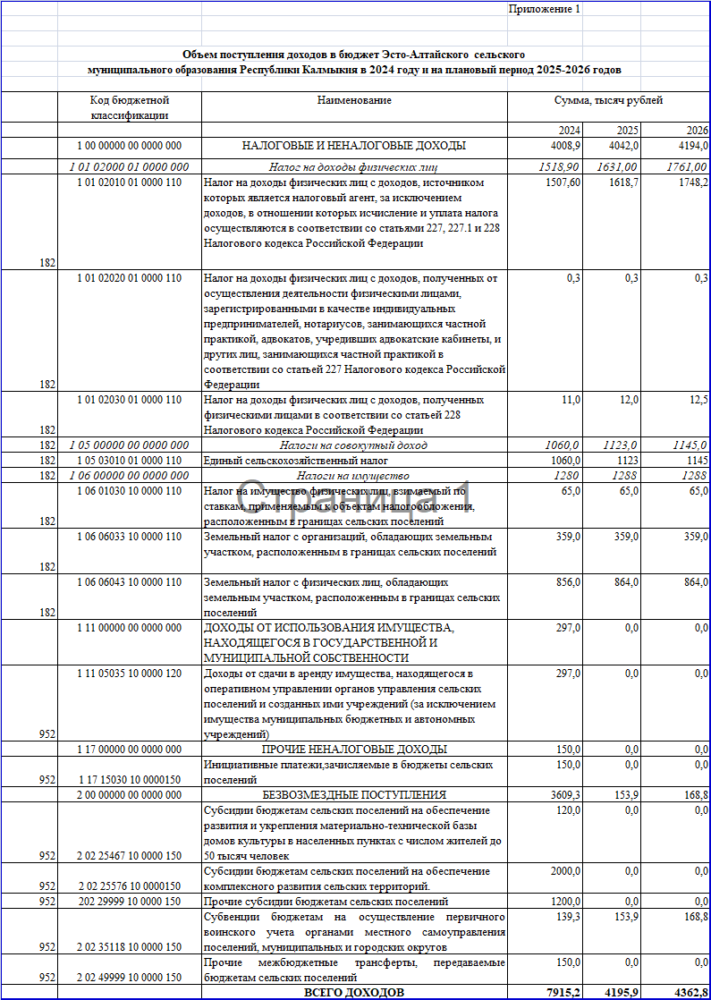 Приложение 1
Объем поступления доходов в бюджет Эсто-Алтайского сельского
муниципального образования Республики Калмыкия в 2024 году и на плановый период 2025-2026 годов
Код бюджетной Наименование Сумма, тысяч рублей
классификации
2024 2025 2026
1 00 00000 00 0000 000 НАЛОГОВЫЕ И НЕНАЛОГОВЫЕ ДОХОДЫ 4008,9 4042,0 4194,0
1 01 02000 01 0000 000 Налог на доходы физических лиц 1518,90 1631,00 1761,00
1 01 02010 01 0000 110 Налог на доходы физических лиц с доходов, источником 1507,60 1618,7 1748,2
которых является налоговый агент, за исключением
доходов, в отношении которых исчисление и уплата налога
осуществляются в соответствии со статьями 227, 227.1 и 228
Налогового кодекса Российской Федерации
182
1 01 02020 01 0000 110 Налог на доходы физических лиц с доходов, полученных от 0,3 0,3 0,3
осуществления деятельности физическими лицами,
зарегистрированными в качестве индивидуальных
предпринимателей, нотариусов, занимающихся частной
практикой, адвокатов, учредивших адвокатские кабинеты, и
других лиц, занимающихся частной практикой в
соответствии со статьей 227 Налогового кодекса Российской
182 Федерации
1 01 02030 01 0000 110 Налог на доходы физических лиц с доходов, полученных 11,0 12,0 12,5
физическими лицами в соответствии со статьей 228
182 Налогового кодекса Российской Федерации
182 1 05 00000 00 0000 000 Налоги на совокупный доход 1060,0 1123,0 1145,0
182 1 05 03010 01 0000 110 Единый сельскохозяйственный налог 1060,0 1123 1145
182 1 06 00000 00 0000 000 Налоги на имущество 1280 1288 1288
1 06 01030 10 0000 110 Налог на имущество физических лиц, взимаемый по 65,0 65,0 65,0
ставкам, применяемым к объектам налогообложения,
182 расположенным в границах сельских поселений
Страница 1
1 06 06033 10 0000 110 Земельный налог с организаций, обладающих земельным 359,0 359,0 359,0
участком, расположенным в границах сельских поселений
182
1 06 06043 10 0000 110 Земельный налог с физических лиц, обладающих 856,0 864,0 864,0
земельным участком, расположенным в границах сельских
182 поселений
1 11 00000 00 0000 000 ДОХОДЫ ОТ ИСПОЛЬЗОВАНИЯ ИМУЩЕСТВА, 297,0 0,0 0,0
НАХОДЯЩЕГОСЯ В ГОСУДАРСТВЕННОЙ И
МУНИЦИПАЛЬНОЙ СОБСТВЕННОСТИ
1 11 05035 10 0000 120 Доходы от сдачи в аренду имущества, находящегося в 297,0 0,0 0,0
оперативном управлении органов управления сельских
поселений и созданных ими учреждений (за исключением
имущества муниципальных бюджетных и автономных
952 учреждений)
1 17 00000 00 0000 000 ПРОЧИЕ НЕНАЛОГОВЫЕ ДОХОДЫ 150,0 0,0 0,0
Инициативные платежи,зачисляемые в бюджеты сельских 150,0 0,0 0,0
952 1 17 15030 10 0000150 поселений
2 00 00000 00 0000 000 БЕЗВОЗМЕЗДНЫЕ ПОСТУПЛЕНИЯ 3609,3 153,9 168,8
Субсидии бюджетам сельских поселений на обеспечение 120,0 0,0 0,0
развития и укрепления материально-технической базы
домов культуры в населенных пунктах с числом жителей до
952 2 02 25467 10 0000 150 50 тысяч человек
Субсидии бюджетам сельских поселений на обеспечение 2000,0 0,0 0,0
952 2 02 25576 10 0000150 комплексного развития сельских территорий.
952 202 29999 10 0000 150 Прочие субсидии бюджетам сельских поселений 1200,0 0,0 0,0
Субвенции бюджетам на осуществление первичного 139,3 153,9 168,8
воинского учета органами местного самоуправления
952 2 02 35118 10 0000 150 поселений, муниципальных и городских округов
Прочие межбюджетные трансферты, передаваемые 150,0 0,0 0,0
952 2 02 49999 10 0000 150 бюджетам сельских поселений
ВСЕГО ДОХОДОВ 7915,2 4195,9 4362,8